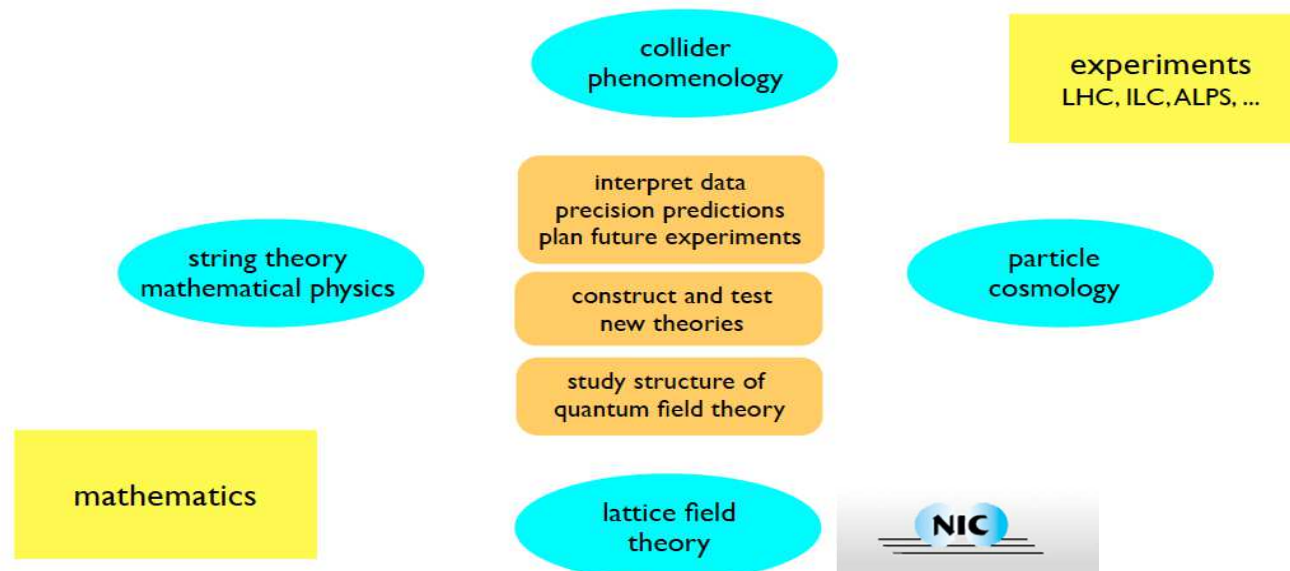 collider
phenomenology
experiments
LHC, ILC, ALPS, ...
interpret data
precision predictions
plan future experiments
string theory
mathematical physics
particle
cosmology
construct and test
new theories
study structure of
quantum field theory
mathematics
lattice field
theory
NIC